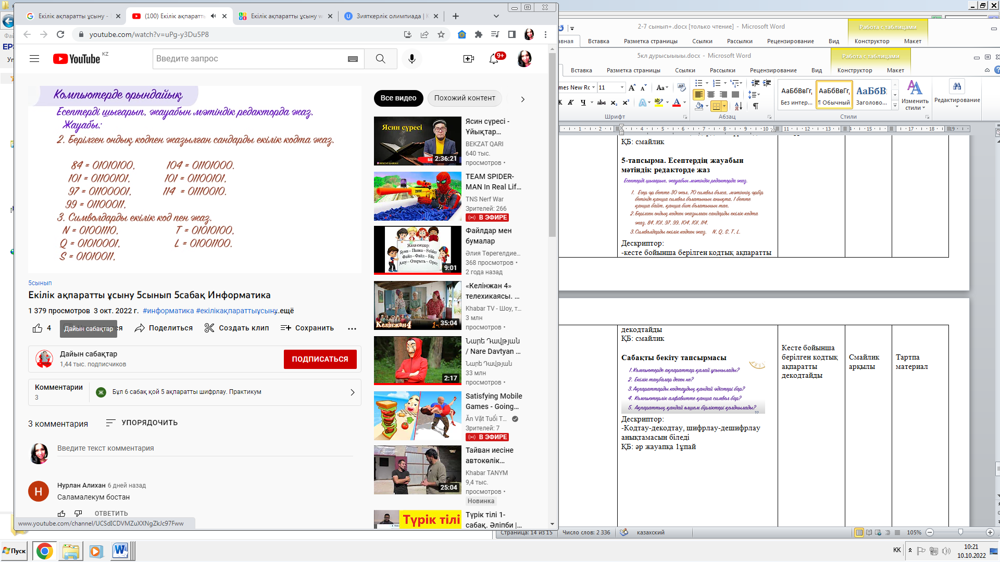 Екілік ақпаратты ұсыну -
(100) Екілік ақпаратты
Екілік ақпаратты ұсыну w
Зияткерлік олимпиада |
youtube.com/watch?v=uPg-y3Du5P8
YouTube KZ
Введите запрос
9+
Компьютерде орындайық
Есептерді шығарып, жауабын мәтіндік редакторда жаз.
Жауабы:
2. Берілген ондық кодпен жазылған сандарды екілік кодта жаз.
84 = 01010100, 104 = 01101000.
101 = 01100101, 101 = 01100101,
97 = 01100001, 114 = 01110010.
99 = 01100011,
3. Символдарды екілік код пен жаз.
N = 01001110, T = 01010100,
Q = 01010001, L = 01001100.
S = 01010011,
5сынып
Екілік ақпаратты ұсыну 5сынып 5сабақ Информатика
1 379 просмотров 3 окт. 2022 г. #информатика #екілікақпараттыұсыну...ещё
4
Дайын сабақтар
Поделиться
Создать клип
Сохранить
Дайын сабақтар
1,44 тыс. подписчиков
ПОДПИСАТЬСЯ
Комментарии
3
Ж
Бұл 6 сабақ қой 5 ақпаратты шифрлау. Практикум
3 комментария
УПОРЯДОЧИТЬ
Введите текст комментария
Н
Нурлан Алихан 6 дней назад
Саламалекум бостан
ОТВЕТИТЬ
www.youtube.com/channel/UCSdICDVMZuXXNgZkJc97Fww
Все видео
Похожий контент
Ясин сүресі
2:36:21
Ясин сүресі -
Ұйықтар...
BEKZAT QARI
640 тыс.
просмотров •
TEAM SPIDER-
MAN In Real Lif...
TNS Nerf War
Зрителей: 266
В ЭФИРЕ
Жаңа сөздер:
Бума – Папка – Folder
Файл – Файл – File
Ашу – Открыть – Open
9:01
Файлдар мен
бумалар
Әлия Төрегелдие...
368 просмотров •
2 года назад
Келінжан4
35:04
«Келінжан 4»
телехикаясы. ...
Khabar TV - Шоу, т...
3 млн
просмотров •
2:17
Նարե Դավթյան
/ Nare Davtyan ...
Նարե Դավթյան
33 млн
просмотров •
Satisfying Mobile
Games - Going...
Ăn Vặt Tuổi T...
Зрителей: 7
В ЭФИРЕ
25:04
Тайван иесіне
автокөлік...
Khabar TANYM
9,4 тыс.
просмотров •
Новинка
Түрік тілі
Түрік тілі 1-
сабақ. Әліпби |...
2-7 сынып+.docx [только чтение] - Microsoft Word
Работа с таблицами
Вставка Разметка страницы Ссылки Рассылки Рецензирование Вид Конструктор Макет
5кл дурысыыыы.docx - Microsoft Word
Работа с таблицами
Вставка Разметка страницы Ссылки Рассылки Рецензирование Вид Конструктор Макет
11
Шрифт
Абзац
АаБбВвГг, АаБбВвГг, АаБбВ
Без интер... ¶ Обычный Заголово...
Стили
Изменить
стили
Редактирование
ҚБ: смайлик
5-тапсырма. Есептердің жауабын
мәтіндік редакторде жаз
Есептерді шығарып, жауабын мәтіндік редакторда жаз.
1. Егер әр бетте 30 жол, 70 символ болса, мәтіннің әрбір
бетінде қанша символ болатынын анықта. 1 бетте
қанша байт, қанша бит болатынын тап.
2. Берілген ондық кодпен жазылған сандарды екілік кодта
жаз. 84, 101, 97, 99, 104, 101, 114.
3. Символдарды екілік кодпен жаз. N, Q, S, T, L.
Дескриптор:
-кесте бойынша берілген кодтық ақпаратты
декодтайды
ҚБ: смайлик
Сабақты бекіту тапсырмасы
1. Компьютерде ақпараттар қалай ұсынылады?
2. Екілік таңбалар деген не?
3. Ақпараттарды кодтаудың қандай әдістері бар?
4. Компьютерлік алфавитте қанша символ бар?
5. Ақпараттың қандай өлшем бірліктері қолданылады?
Дескриптор:
-Кодтау-декодтау, шифрлау-дешифрлау
анықтамасын біледі
ҚБ: әр жауапқа 1ұпай
Кесте бойынша
берілген кодтық
ақпаратты
декодтайды
Смайлик
арқылы
Тартпа
материал
Страница: 14 из 15 Число слов: 2 336 казахский 105%
Пуск
KK
10:21
10.10.2022